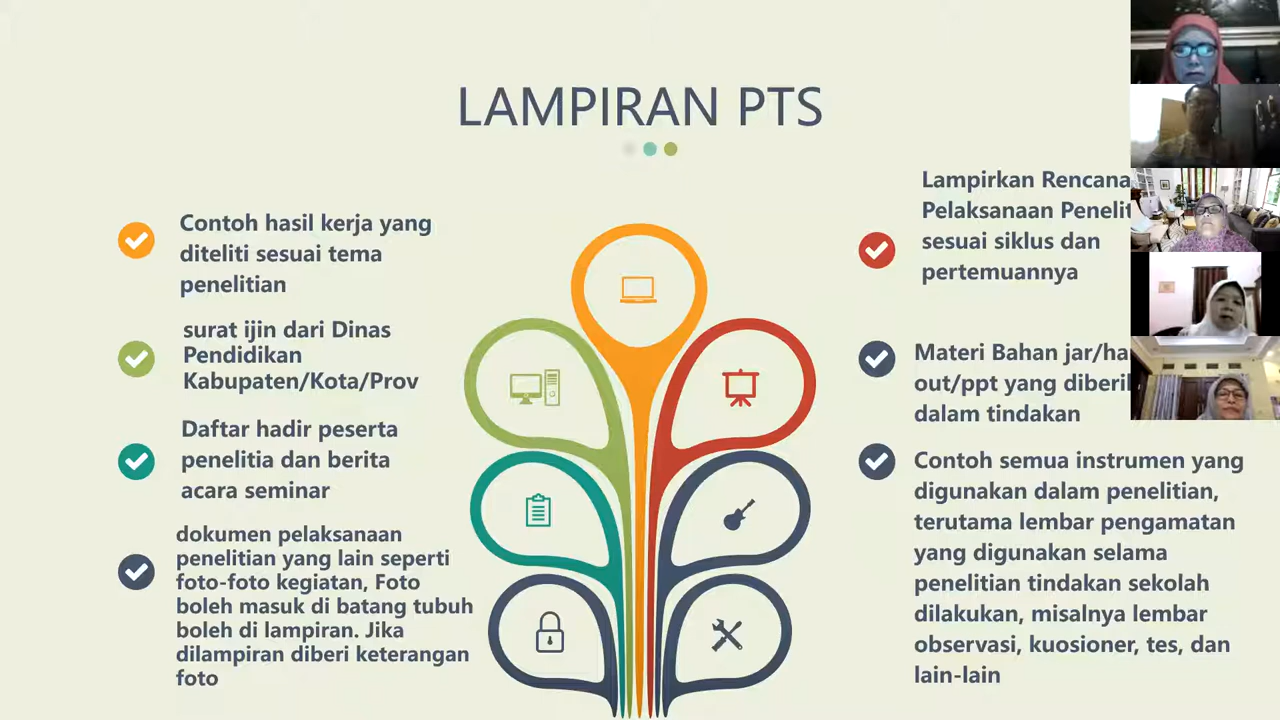 LAMPIRAN PTS
Contoh hasil kerja yang
diteliti sesuai tema
penelitian
surat ijin dari Dinas
Pendidikan
Kabupaten/Kota/Prov
Daftar hadir peserta
penelitia dan berita
acara seminar
dokumen pelaksanaan
penelitian yang lain seperti
foto-foto kegiatan, Foto
boleh masuk di batang tubuh
boleh di lampiran. Jika
dilampiran diberi keterangan
foto
Lampirkan Rencana
Pelaksanaan
sesuai siklus dan
pertemuannya
Materi Bahan
out/ppt yang
dalam tindakan
Contoh semua instrumen yang
digunakan dalam penelitian,
terutama lembar pengamatan
yang digunakan selama
penelitian tindakan sekolah
dilakukan, misalnya lembar
observasi, kuosioner, tes, dan
lain-lain